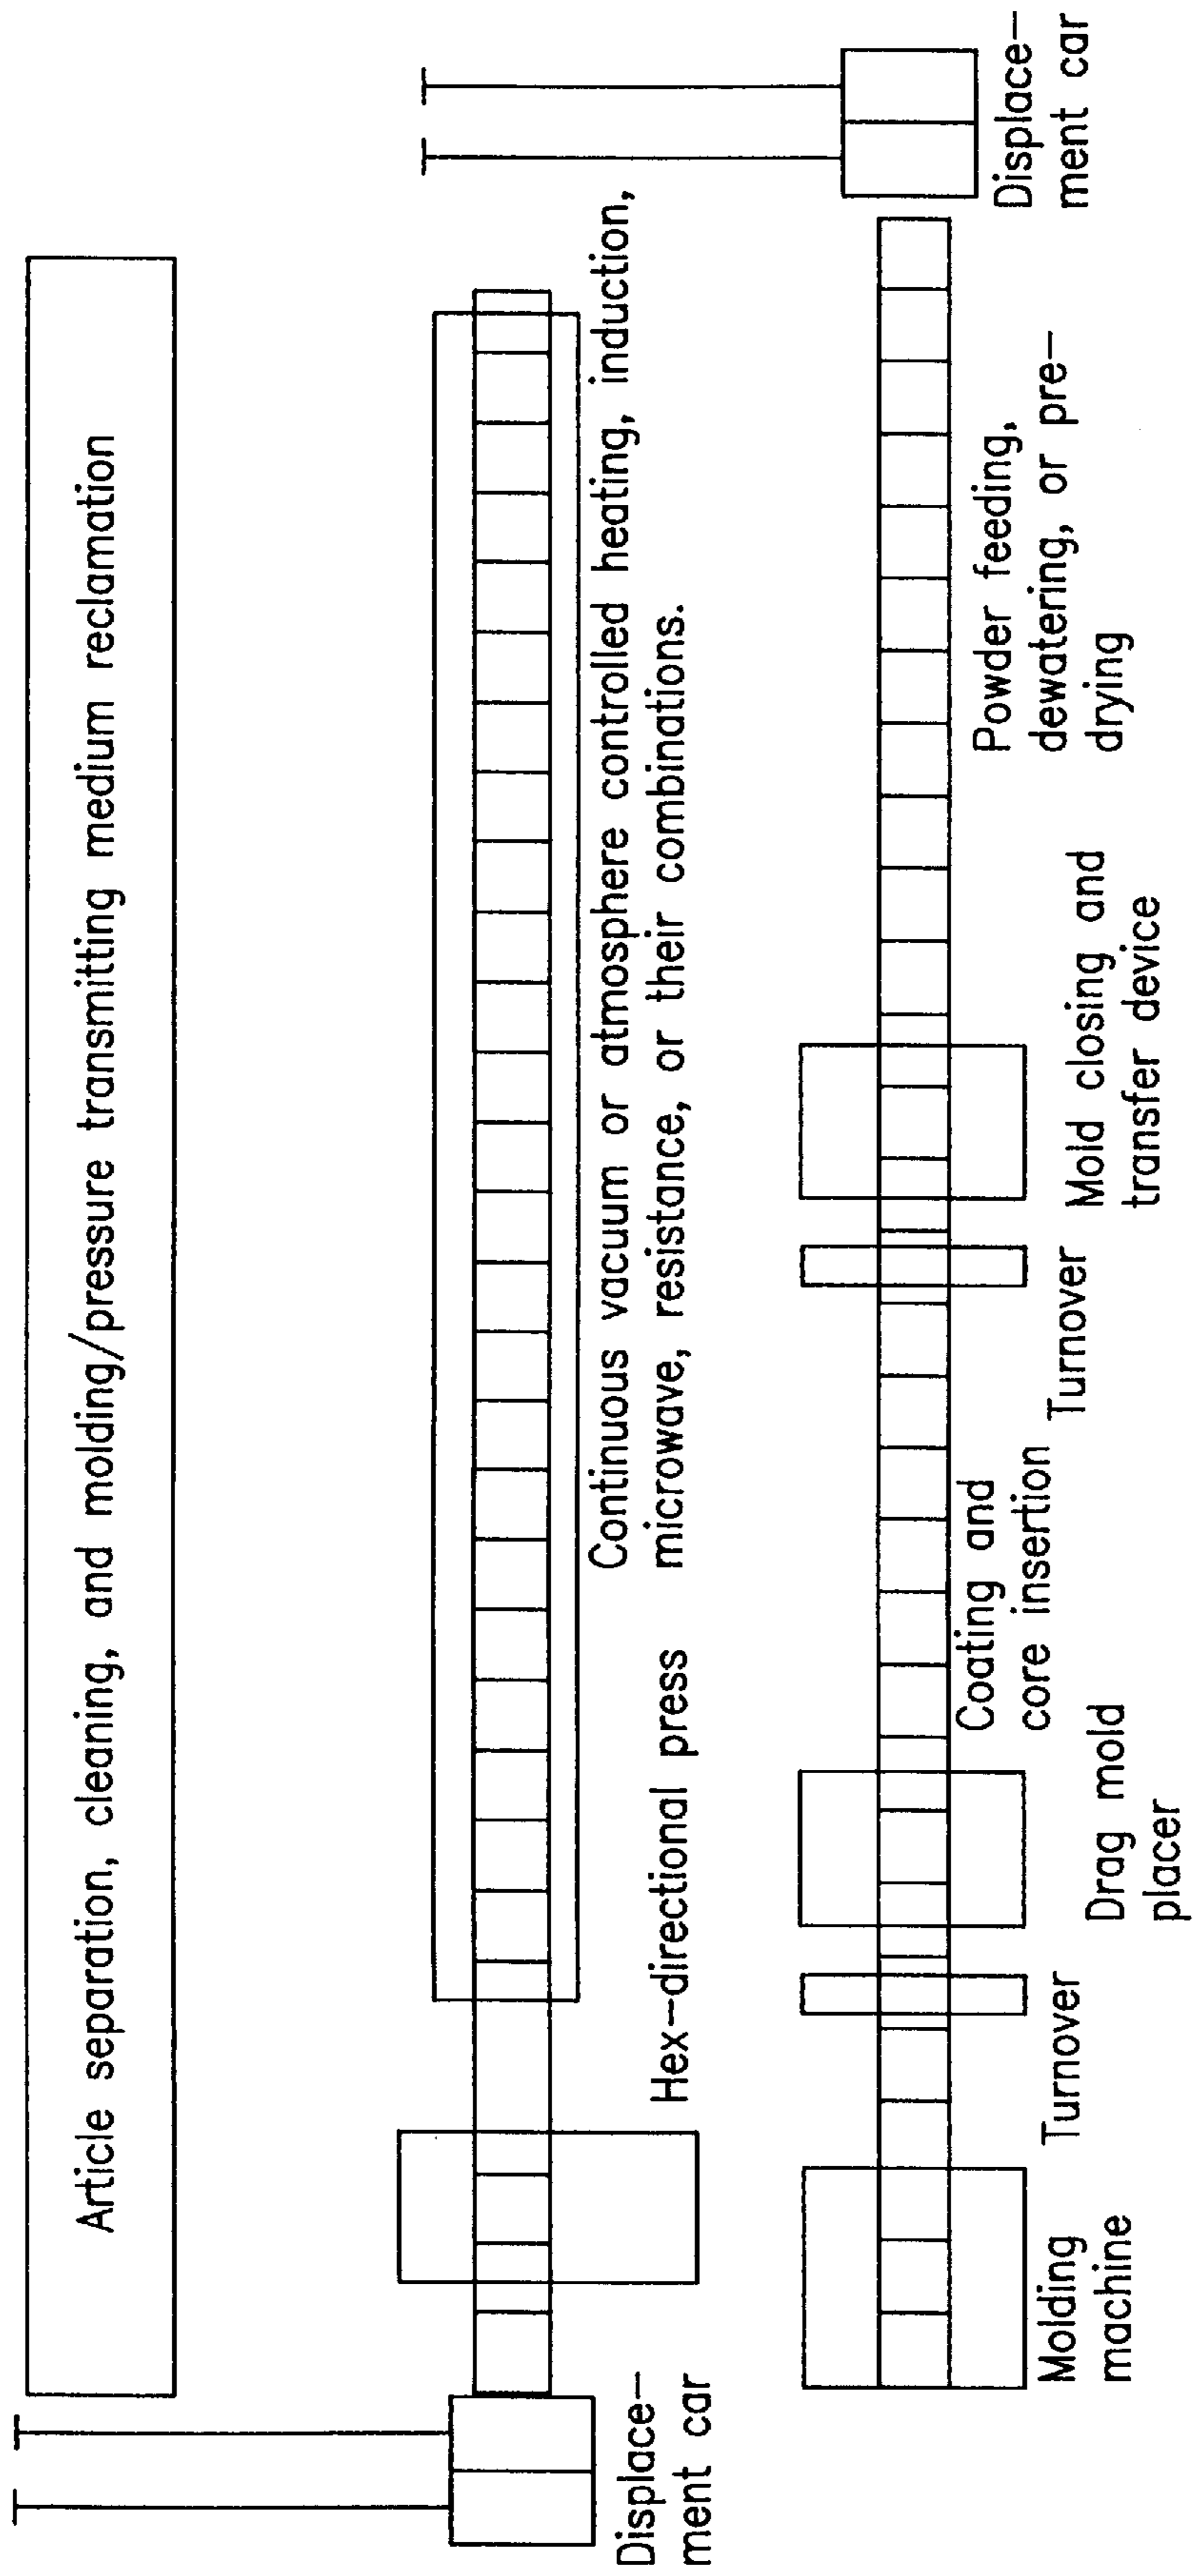 Article separation, cleaning, and molding/pressure transmitting medium reclamation
Displace–
ment car
Hex–directional press
Continuous vacuum or atmosphere controlled heating, induction,
microwave, resistance, or their combinations.
Displace–
ment car
Molding
machine
Turnover
Drag mold
placer
Coating and
core insertion
Turnover
Mold closing and
transfer device
Powder feeding,
dewatering, or pre–
drying